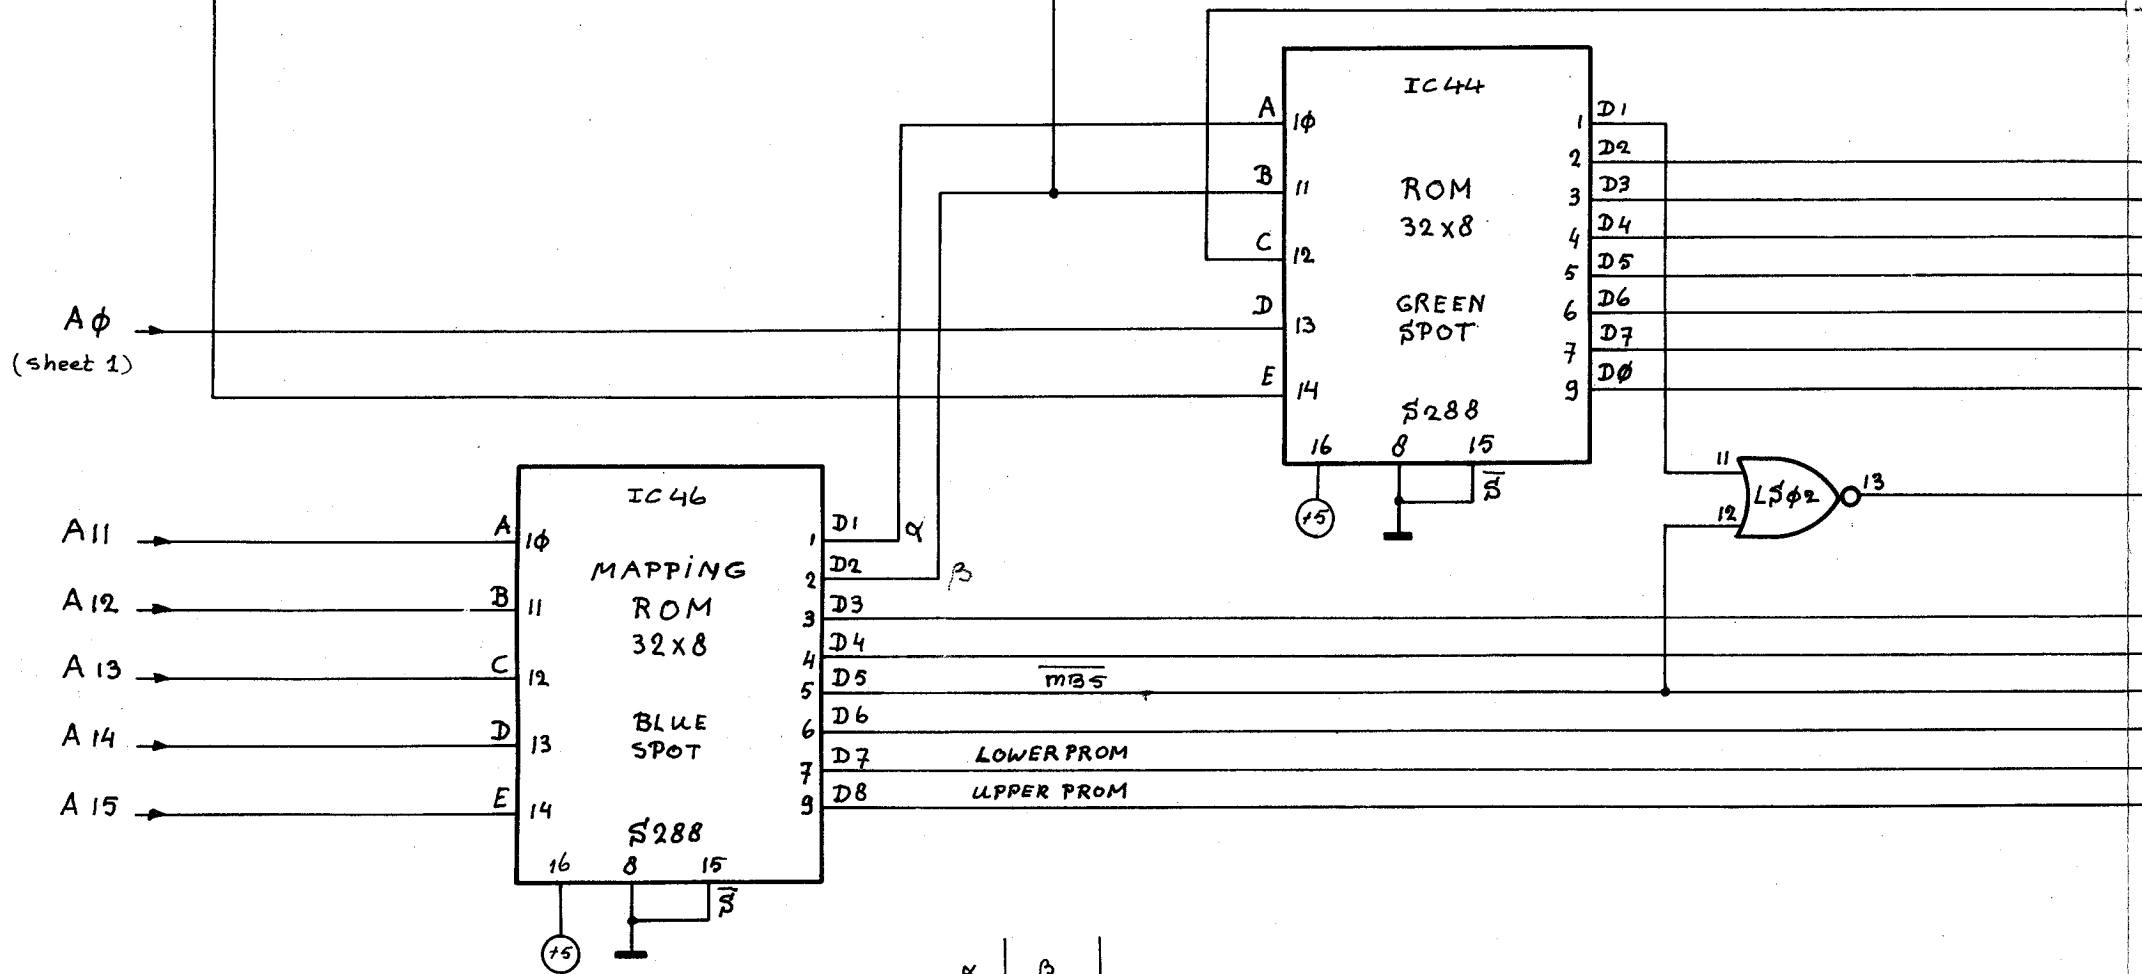 IC44
A
1φ
1
D1
B
11
ROM
2
D2
3
D3
C
12
32x8
4
D4
5
D5
Aφ
D
13
GREEN
SPOT
6
D6
7
D7
(sheet 1)
E
14
9
Dφ
S288
16
8
15
S̅
+5
11
12
LSφ2
13
IC46
A11
A
1φ
1
D1
α
MAPPiNG
2
D2
β
A12
B
11
ROM
3
D3
32x8
4
D4
A13
C
12
5
D5
m̅B̅5̅
A14
D
13
BLUE
SPOT
6
D6
7
D7
LOWER PROM
A15
E
14
9
D8
UPPER PROM
S288
16
8
15
S̅
+5
α
β